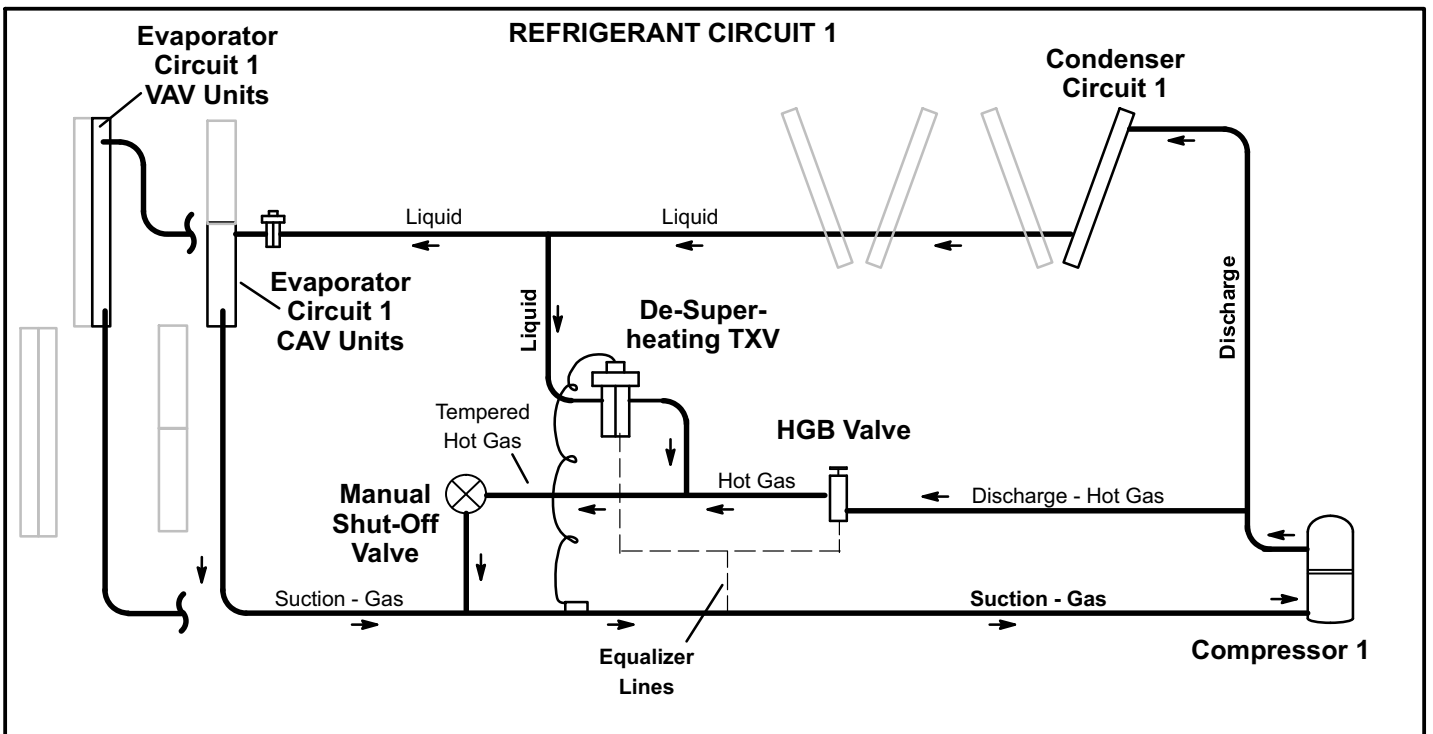 REFRIGERANT CIRCUIT 1
Evaporator
Circuit 1
VAV Units
Condenser
Circuit 1
Liquid
Liquid
Evaporator
Circuit 1
CAV Units
Liquid
De-Super-
heating TXV
Discharge
Tempered
Hot Gas
HGB Valve
Manual
Shut-Off
Valve
Hot Gas
Discharge - Hot Gas
Suction - Gas
Suction - Gas
Equalizer
Lines
Compressor 1